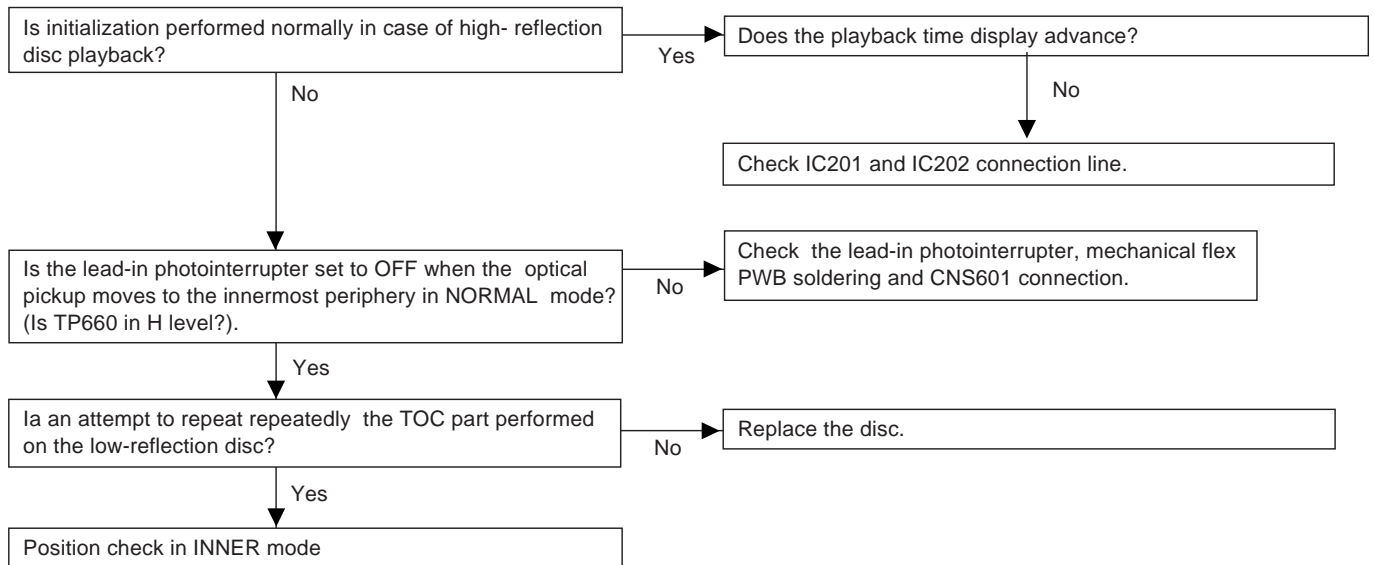 Is initialization performed normally in case of high- reflection
disc playback?
Yes
Does the playback time display advance?
No
No
Check IC201 and IC202 connection line.
Is the lead-in photointerrupter set to OFF when the optical
pickup moves to the innermost periphery in NORMAL mode?
(Is TP660 in H level?).
No
Check the lead-in photointerrupter, mechanical flex
PWB soldering and CNS601 connection.
Yes
Ia an attempt to repeat repeatedly the TOC part performed
on the low-reflection disc?
No
Replace the disc.
Yes
Position check in INNER mode